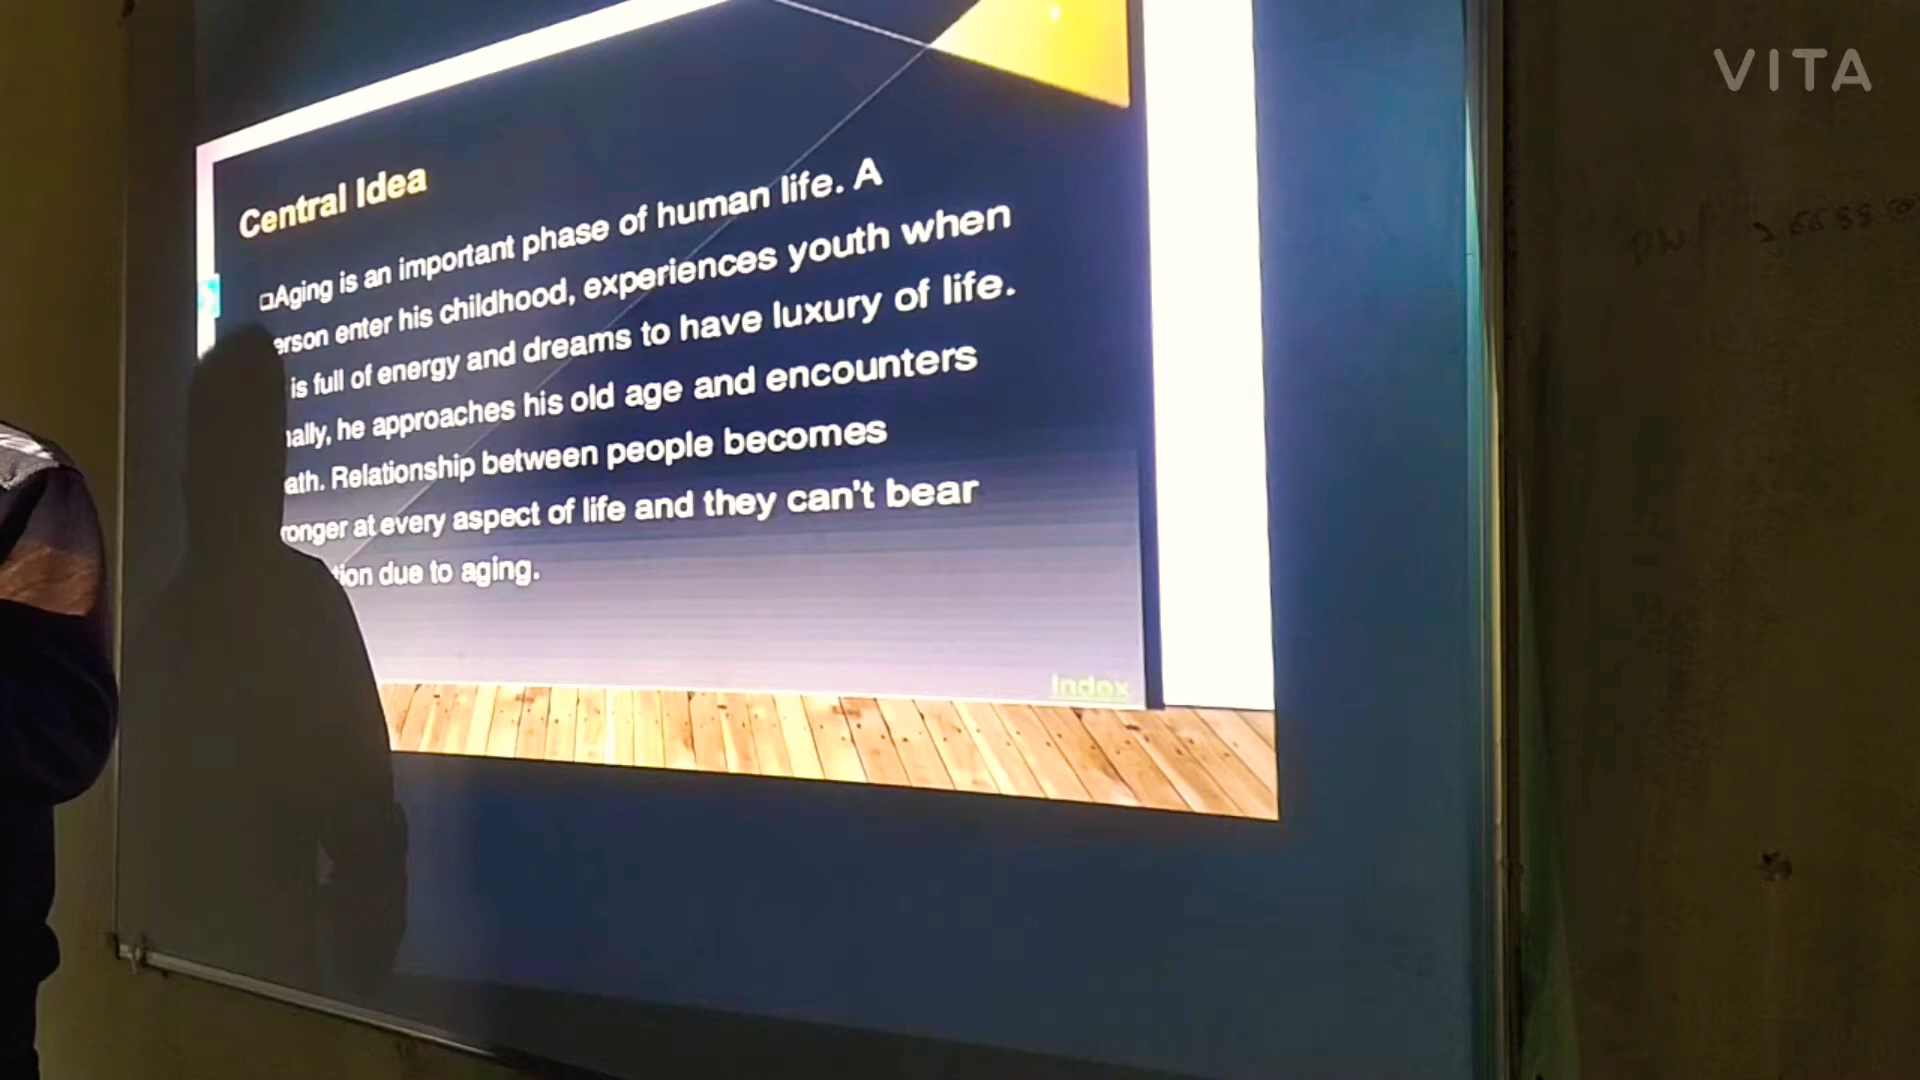 VITA
Central Idea
❑Aging is an important phase of human life. A
erson enter his childhood, experiences youth when
is full of energy and dreams to have luxury of life.
ally, he approaches his old age and encounters
ath. Relationship between people becomes
ronger at every aspect of life and they can't bear
tion due to aging.
Index